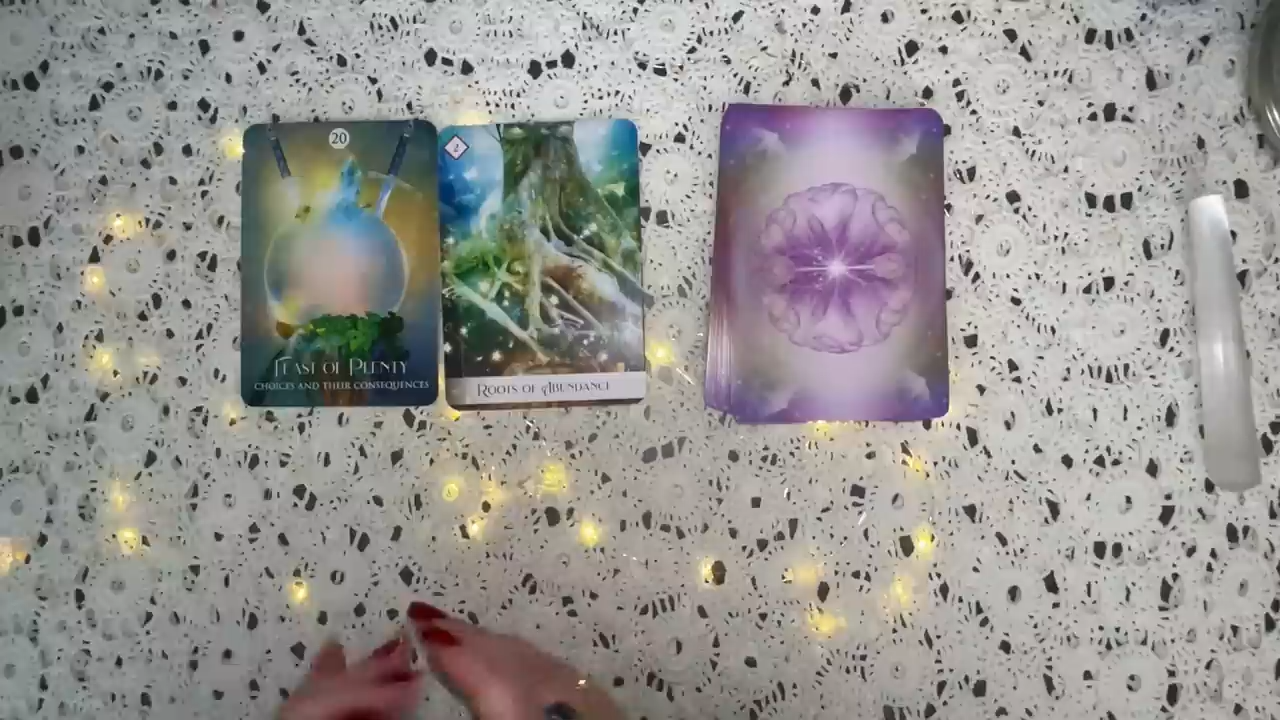 20
FEAST OF PLENTY
CHOICES AND THEIR CONSEQUENCES
2
ROOTS OF ABUNDANCE